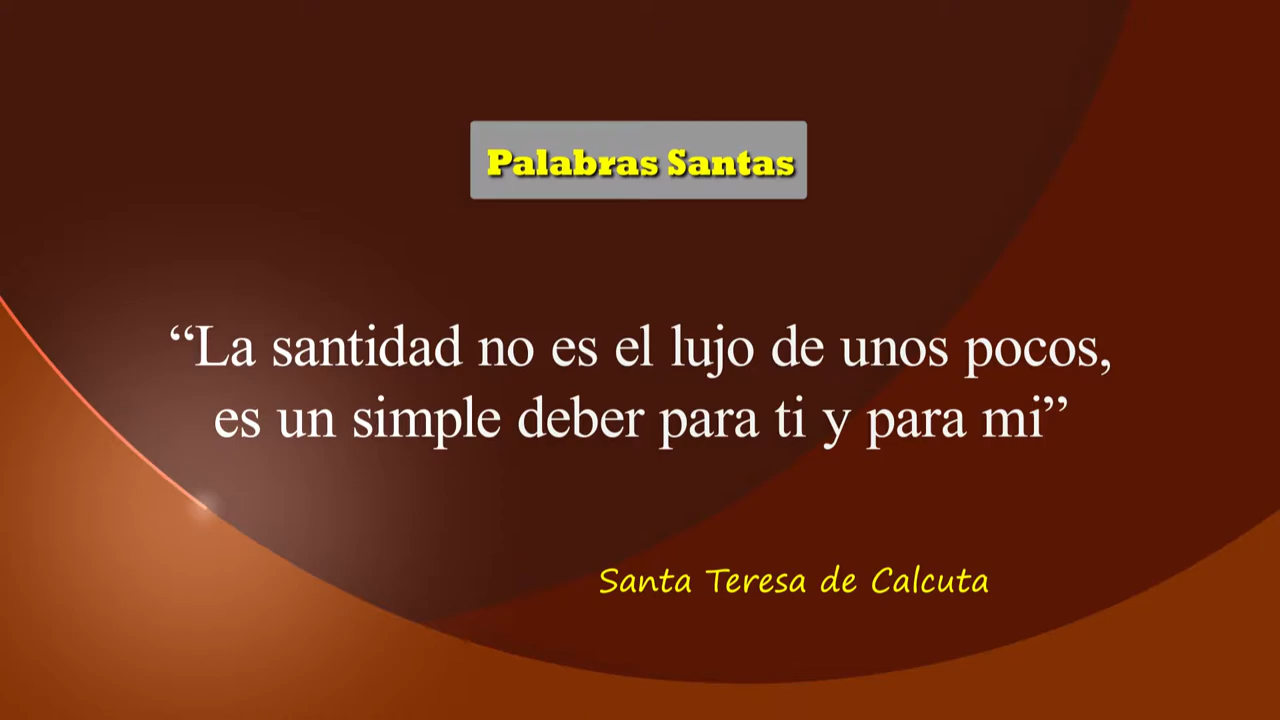 Palabras Santas
“La santidad no es el lujo de unos pocos,
es un simple deber para ti y para mi”
Santa Teresa de Calcuta